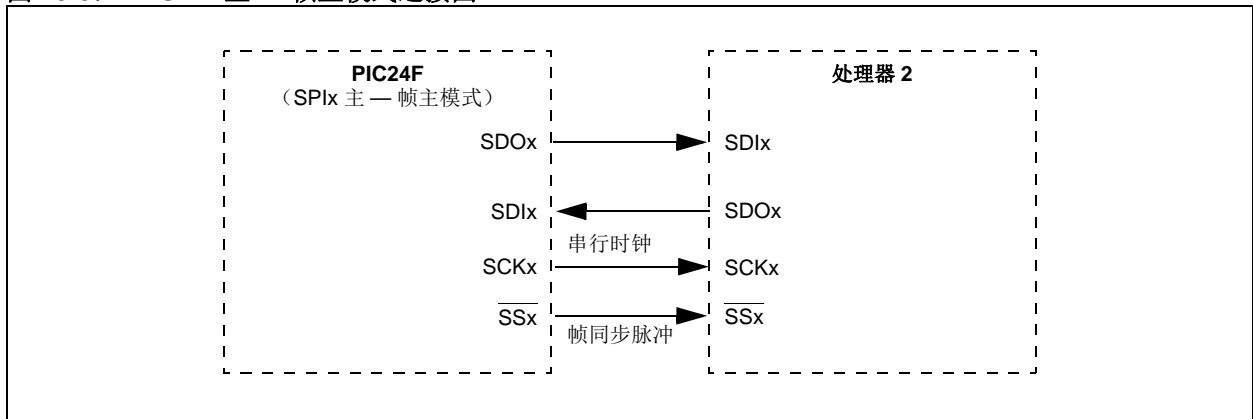 PIC24F
（SPIx 主 — 帧主模式）
处理器 2
SDOx
SDIx
SDIx
SDOx
串行时钟
SCKx
SCKx
SSx
SSx
帧同步脉冲